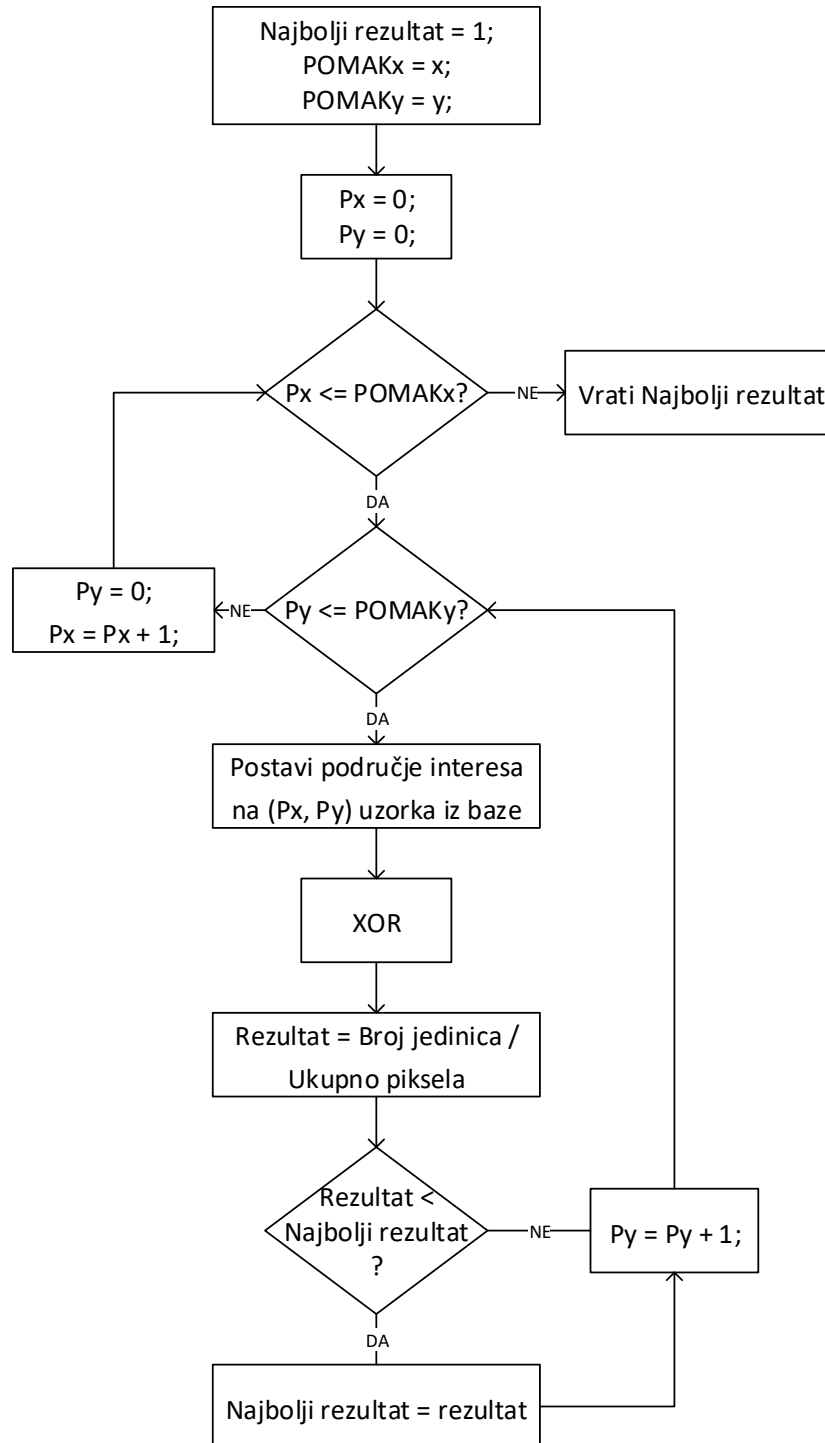 Najbolji rezultat = 1;
POMAKx = x;
POMAKy = y;
Px = 0;
Py = 0;
Px <= POMAKx?
NE
Vrati Najbolji rezultat
DA
Py = 0;
Px = Px + 1;
NE
Py <= POMAKy?
DA
Postavi područje interesa
na (Px, Py) uzorka iz baze
XOR
Rezultat = Broj jedinica /
Ukupno piksela
Rezultat <
Najbolji rezultat
?
NE
Py = Py + 1;
DA
Najbolji rezultat = rezultat